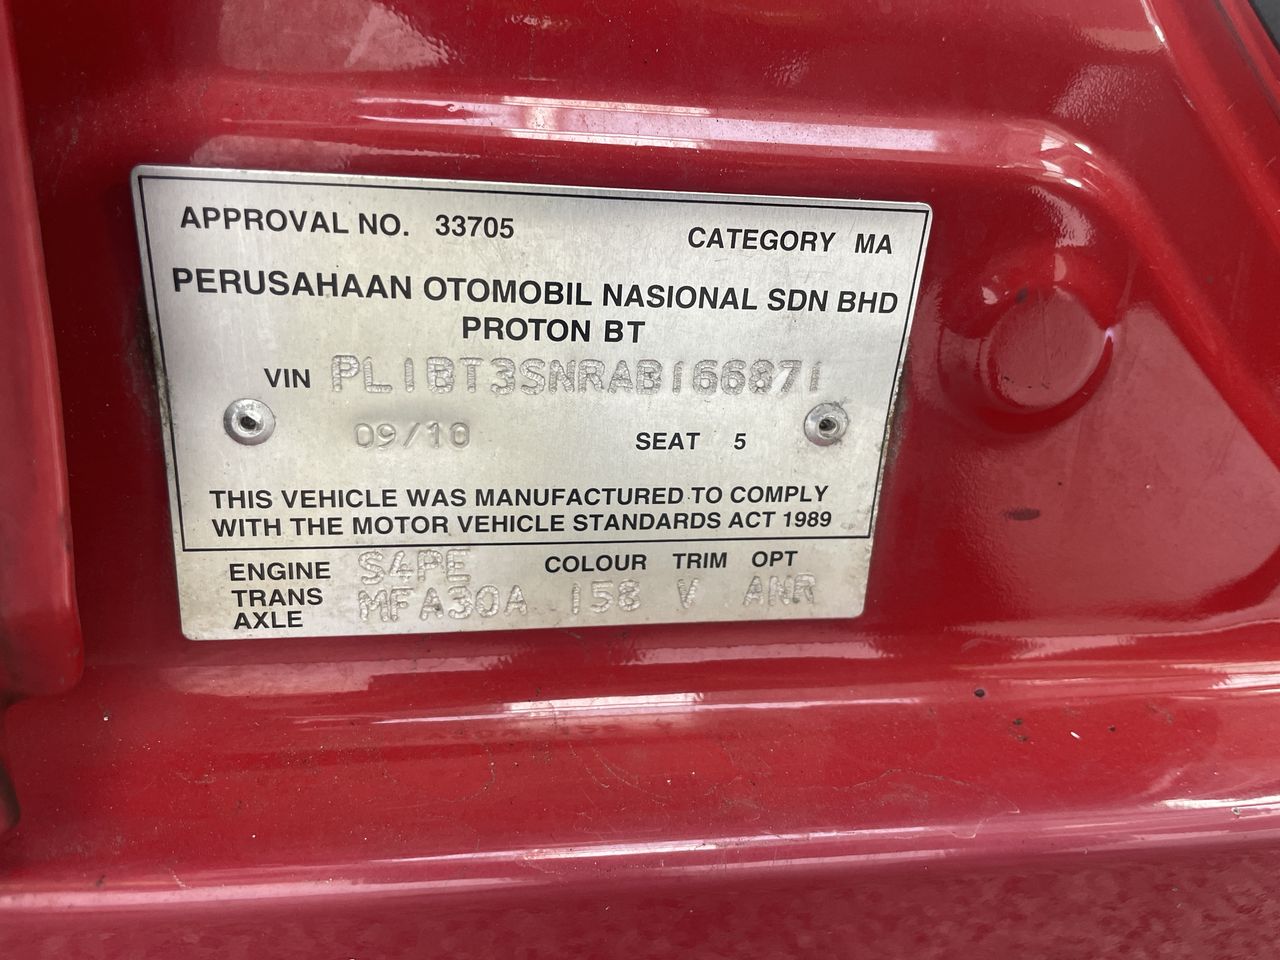 APPROVAL NO. 33705 CATEGORY MA
PERUSAHAAN OTOMOBIL NASIONAL SDN BHD
PROTON BT
VIN PL1BT3SNRAB166871
09/10 SEAT 5
THIS VEHICLE WAS MANUFACTURED TO COMPLY
WITH THE MOTOR VEHICLE STANDARDS ACT 1989
ENGINE S4PE COLOUR TRIM OPT
TRANS MFA30A 158 V ANR
AXLE